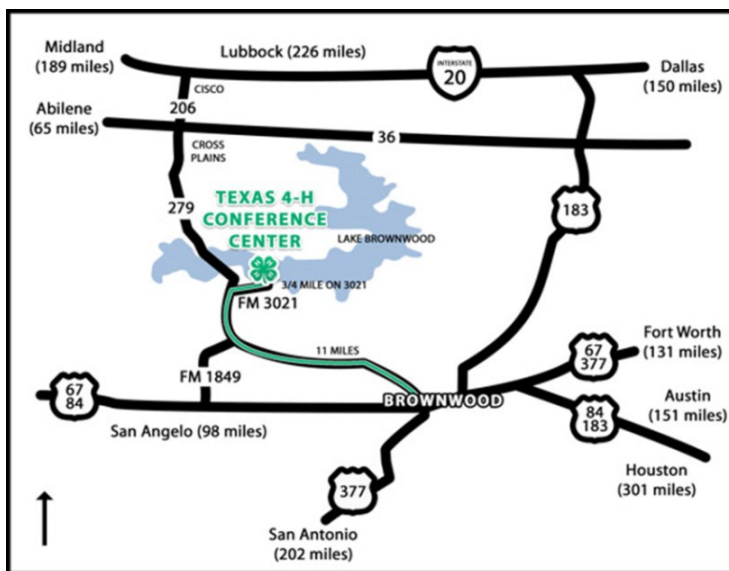 Midland
(189 miles)
Lubbock (226 miles)
INTERSTATE
20
Dallas
(150 miles)
CISCO
206
Abilene
(65 miles)
36
CROSS
PLAINS
279
TEXAS 4-H
CONFERENCE
CENTER
183
LAKE BROWNWOOD
3/4 MILE ON 3021
FM 3021
11 MILES
Fort Worth
(131 miles)
67
377
FM 1849
67
84
BROWNWOOD
Austin
(151 miles)
84
183
San Angelo (98 miles)
Houston
(301 miles)
377
San Antonio
(202 miles)